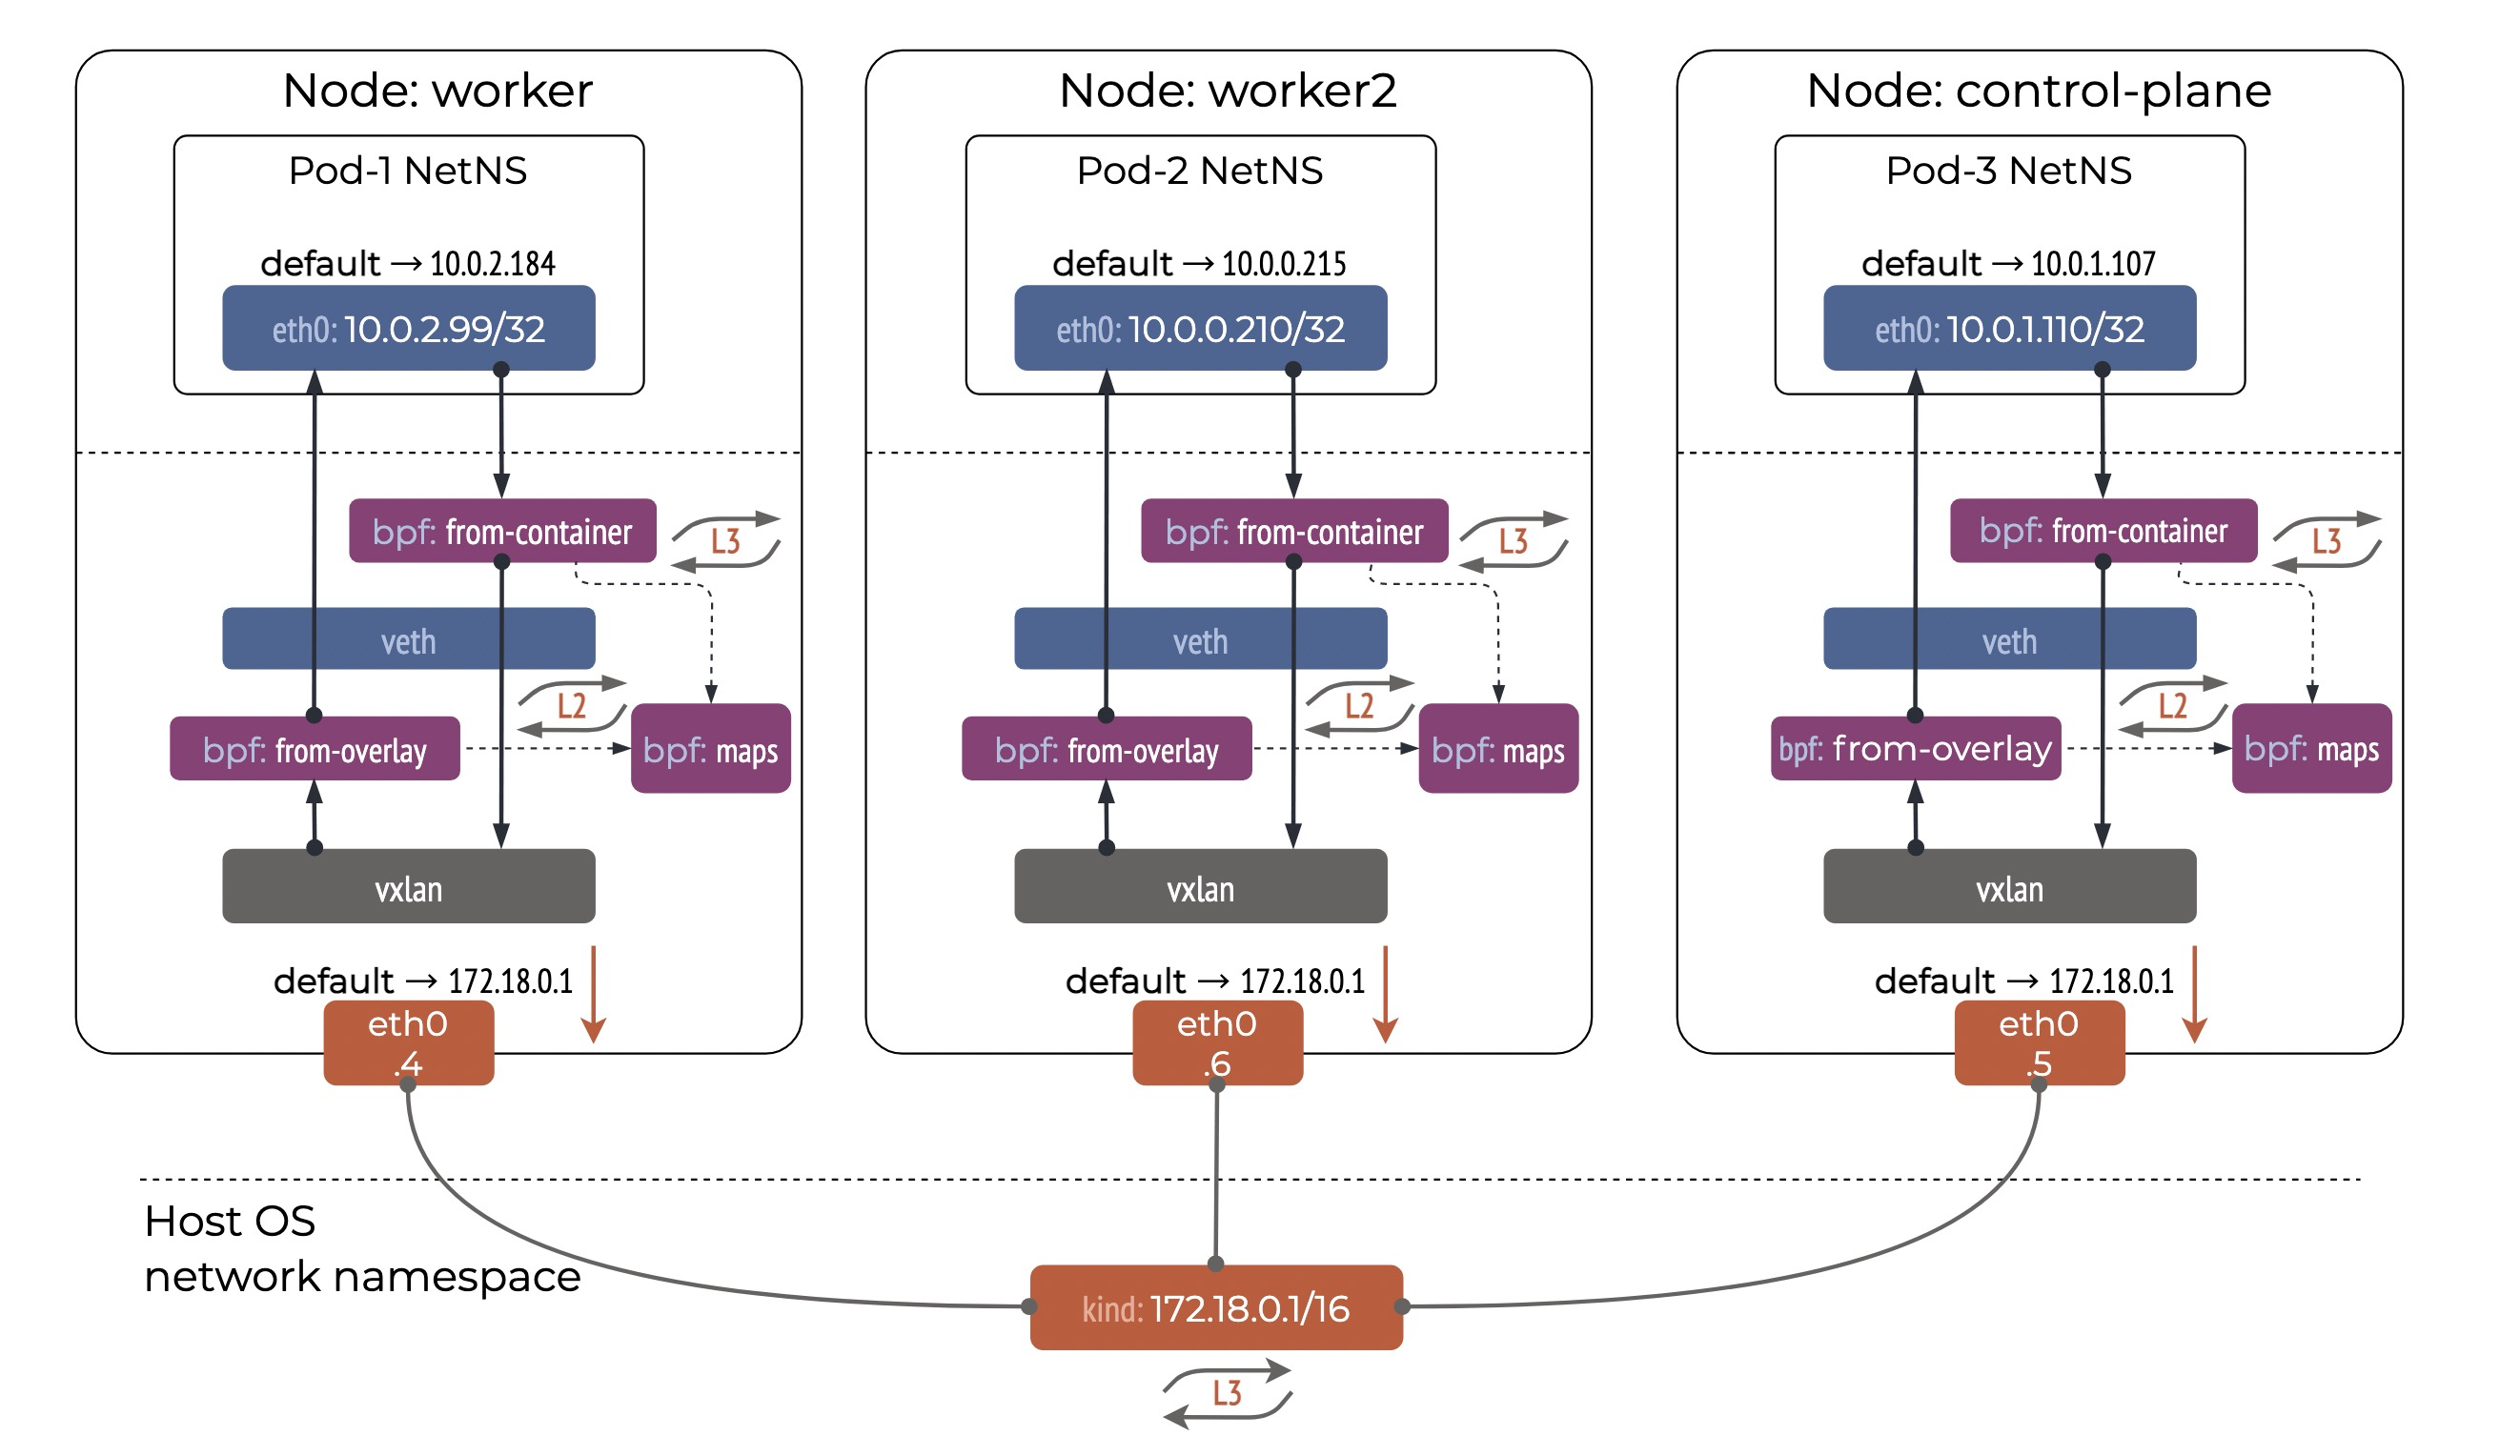 Node: worker
Pod-1 NetNS
default → 10.0.2.184
eth0: 10.0.2.99/32
bpf: from-container
L3
veth
L2
bpf: from-overlay
bpf: maps
vxlan
default → 172.18.0.1
eth0
.4
Node: worker2
Pod-2 NetNS
default → 10.0.0.215
eth0: 10.0.0.210/32
bpf: from-container
L3
veth
L2
bpf: from-overlay
bpf: maps
vxlan
default → 172.18.0.1
eth0
.6
Node: control-plane
Pod-3 NetNS
default → 10.0.1.107
eth0: 10.0.1.110/32
bpf: from-container
L3
veth
L2
bpf: from-overlay
bpf: maps
vxlan
default → 172.18.0.1
eth0
.5
Host OS
network namespace
kind: 172.18.0.1/16
L3